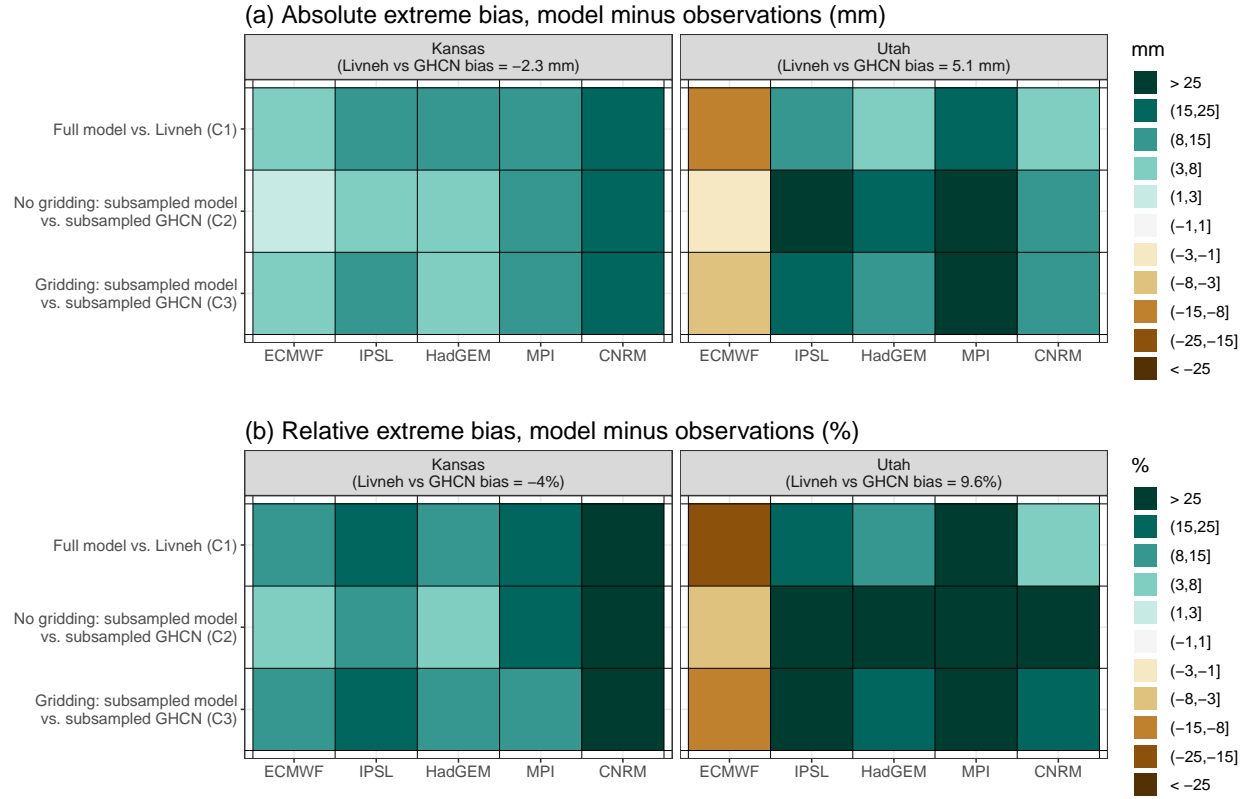 (a) Absolute extreme bias, model minus observations (mm)
Kansas
(Livneh vs GHCN bias = −2.3 mm)
Utah
(Livneh vs GHCN bias = 5.1 mm)
Full model vs. Livneh (C1)
No gridding: subsampled model
vs. subsampled GHCN (C2)
Gridding: subsampled model
vs. subsampled GHCN (C3)
ECMWF IPSL HadGEM MPI CNRM
ECMWF IPSL HadGEM MPI CNRM
mm
> 25
(15,25]
(8,15]
(3,8]
(1,3]
(−1,1]
(−3,−1]
(−8,−3]
(−15,−8]
(−25,−15]
< −25
(b) Relative extreme bias, model minus observations (%)
Kansas
(Livneh vs GHCN bias = −4%)
Utah
(Livneh vs GHCN bias = 9.6%)
Full model vs. Livneh (C1)
No gridding: subsampled model
vs. subsampled GHCN (C2)
Gridding: subsampled model
vs. subsampled GHCN (C3)
ECMWF IPSL HadGEM MPI CNRM
ECMWF IPSL HadGEM MPI CNRM
%
> 25
(15,25]
(8,15]
(3,8]
(1,3]
(−1,1]
(−3,−1]
(−8,−3]
(−15,−8]
(−25,−15]
< −25